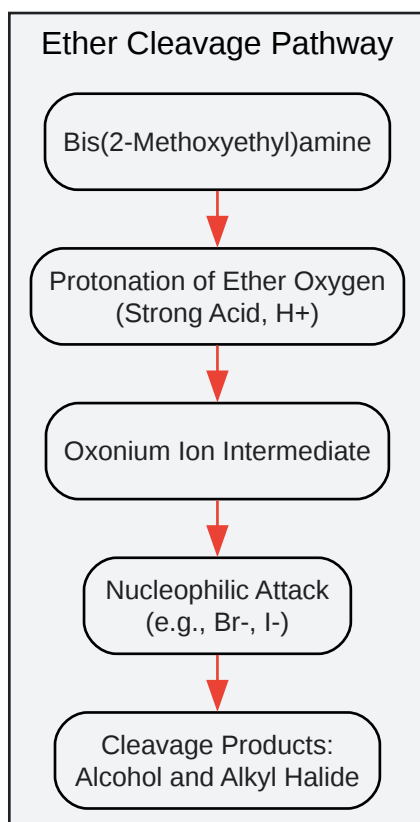 Ether Cleavage Pathway
Bis(2-Methoxyethyl)amine
Protonation of Ether Oxygen
(Strong Acid, H+)
Oxonium Ion Intermediate
Nucleophilic Attack
(e.g., Br-, I-)
Cleavage Products:
Alcohol and Alkyl Halide